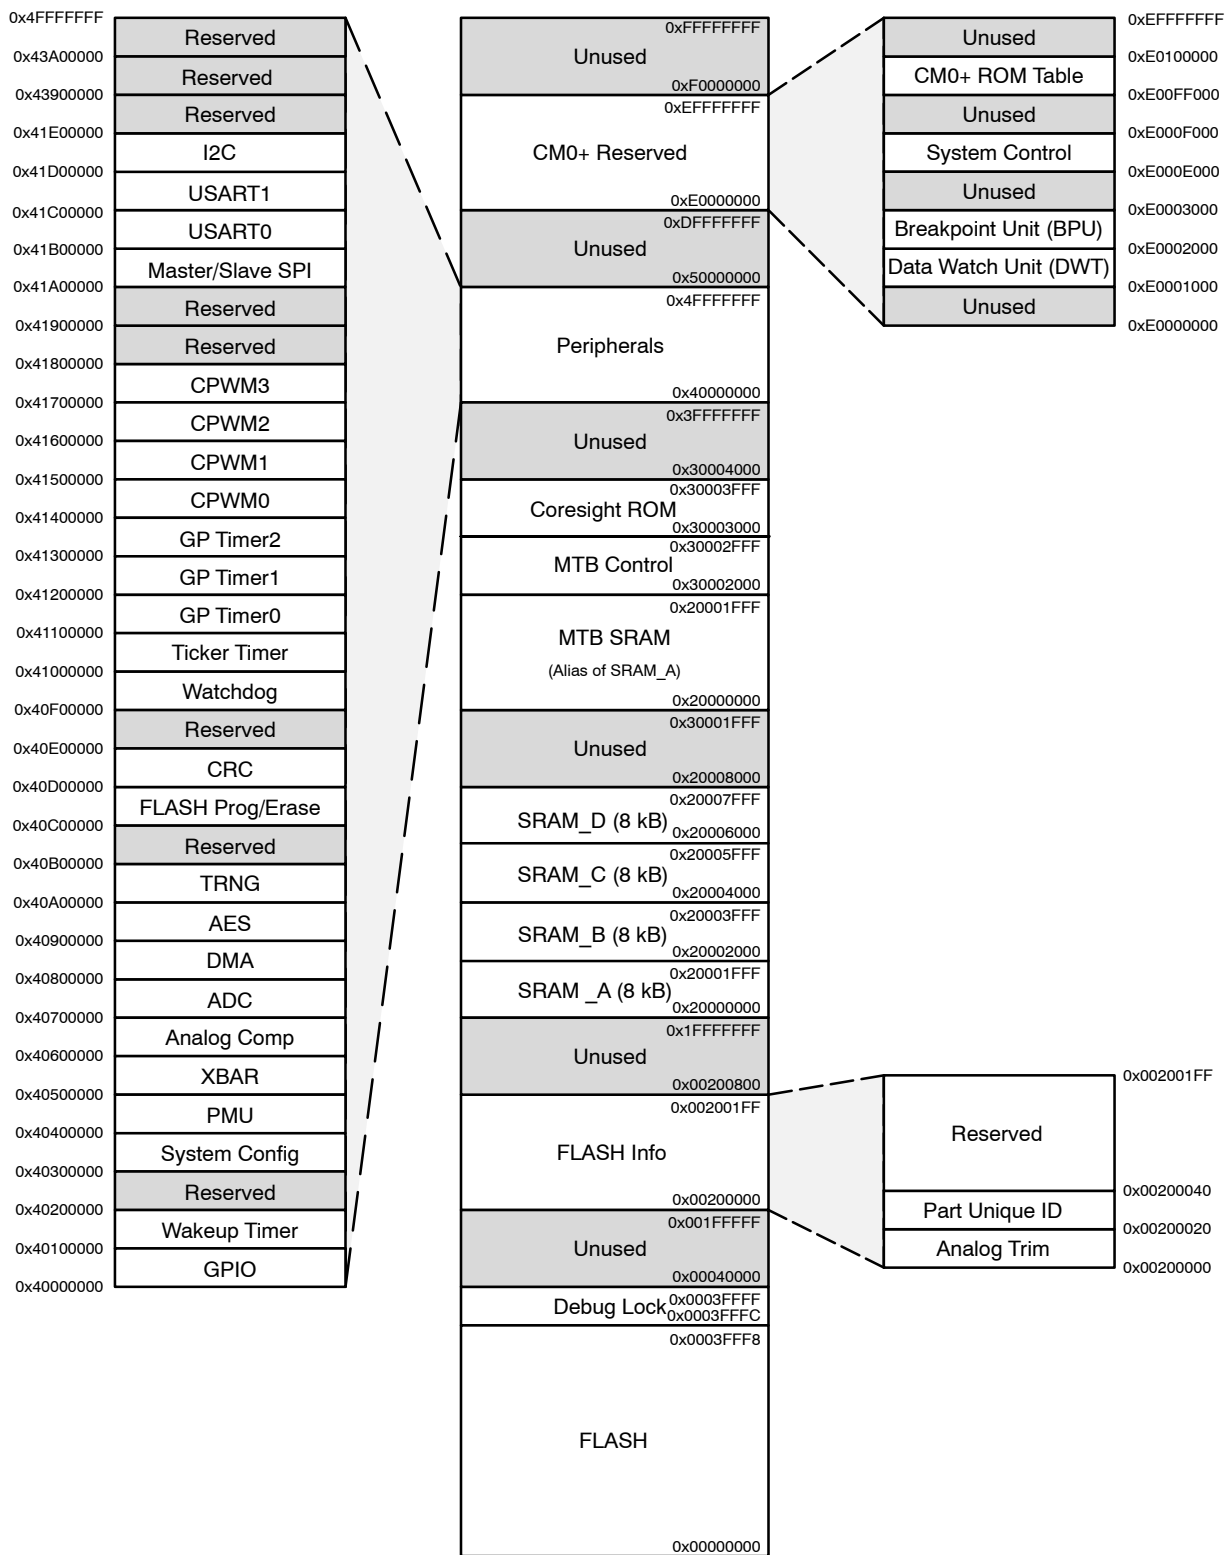 0x4FFFFFFF
Reserved
0x43A00000
Reserved
0x43900000
Reserved
0x41E00000
I2C
0x41D00000
USART1
0x41C00000
USART0
0x41B00000
Master/Slave SPI
0x41A00000
Reserved
0x41900000
Reserved
0x41800000
CPWM3
0x41700000
CPWM2
0x41600000
CPWM1
0x41500000
CPWM0
0x41400000
GP Timer2
0x41300000
GP Timer1
0x41200000
GP Timer0
0x41100000
Ticker Timer
0x41000000
Watchdog
0x40F00000
Reserved
0x40E00000
CRC
0x40D00000
FLASH Prog/Erase
0x40C00000
Reserved
0x40B00000
TRNG
0x40A00000
AES
0x40900000
DMA
0x40800000
ADC
0x40700000
Analog Comp
0x40600000
XBAR
0x40500000
PMU
0x40400000
System Config
0x40300000
Reserved
0x40200000
Wakeup Timer
0x40100000
GPIO
0x40000000
0xFFFFFFFF
Unused
0xF0000000
0xEFFFFFFF
CM0+ Reserved
0xE0000000
0xDFFFFFFF
Unused
0x50000000
0x4FFFFFFF
Peripherals
0x40000000
0x3FFFFFFF
Unused
0x30004000
0x30003FFF
Coresight ROM
0x30003000
0x30002FFF
MTB Control
0x30002000
0x20001FFF
MTB SRAM
(Alias of SRAM_A)
0x20000000
0x30001FFF
Unused
0x20008000
0x20007FFF
SRAM_D (8 kB)
0x20006000
0x20005FFF
SRAM_C (8 kB)
0x20004000
0x20003FFF
SRAM_B (8 kB)
0x20002000
0x20001FFF
SRAM _A (8 kB)
0x20000000
0x1FFFFFFF
Unused
0x00200800
0x002001FF
FLASH Info
0x00200000
0x001FFFFF
Unused
0x00040000
0x0003FFFF
Debug Lock
0x0003FFFC
0x0003FFF8
FLASH
0x00000000
0xEFFFFFFF
Unused
0xE0100000
CM0+ ROM Table
0xE00FF000
Unused
0xE000F000
System Control
0xE000E000
Unused
0xE0003000
Breakpoint Unit (BPU)
0xE0002000
Data Watch Unit (DWT)
0xE0001000
Unused
0xE0000000
0x002001FF
Reserved
0x00200040
Part Unique ID
0x00200020
Analog Trim
0x00200000